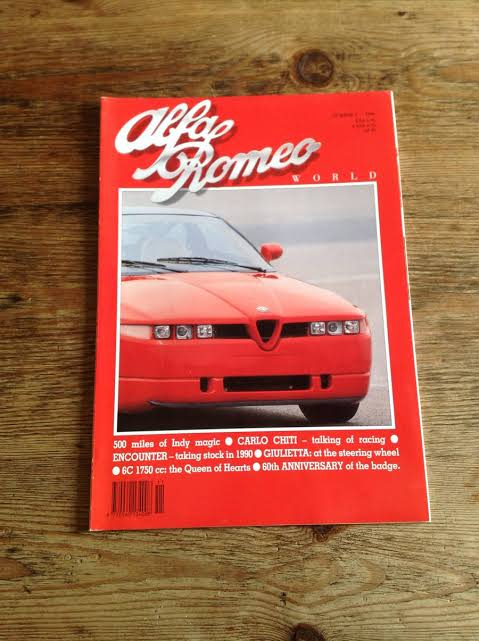 Alfa
Romeo
WORLD
500 miles of Indy magic ● CARLO CHITI – talking of racing ●
ENCOUNTER – taking stock in 1990 ● GIULIETTA: at the steering wheel
● 6C 1750 cc: the Queen of Hearts ● 60th ANNIVERSARY of the badge.